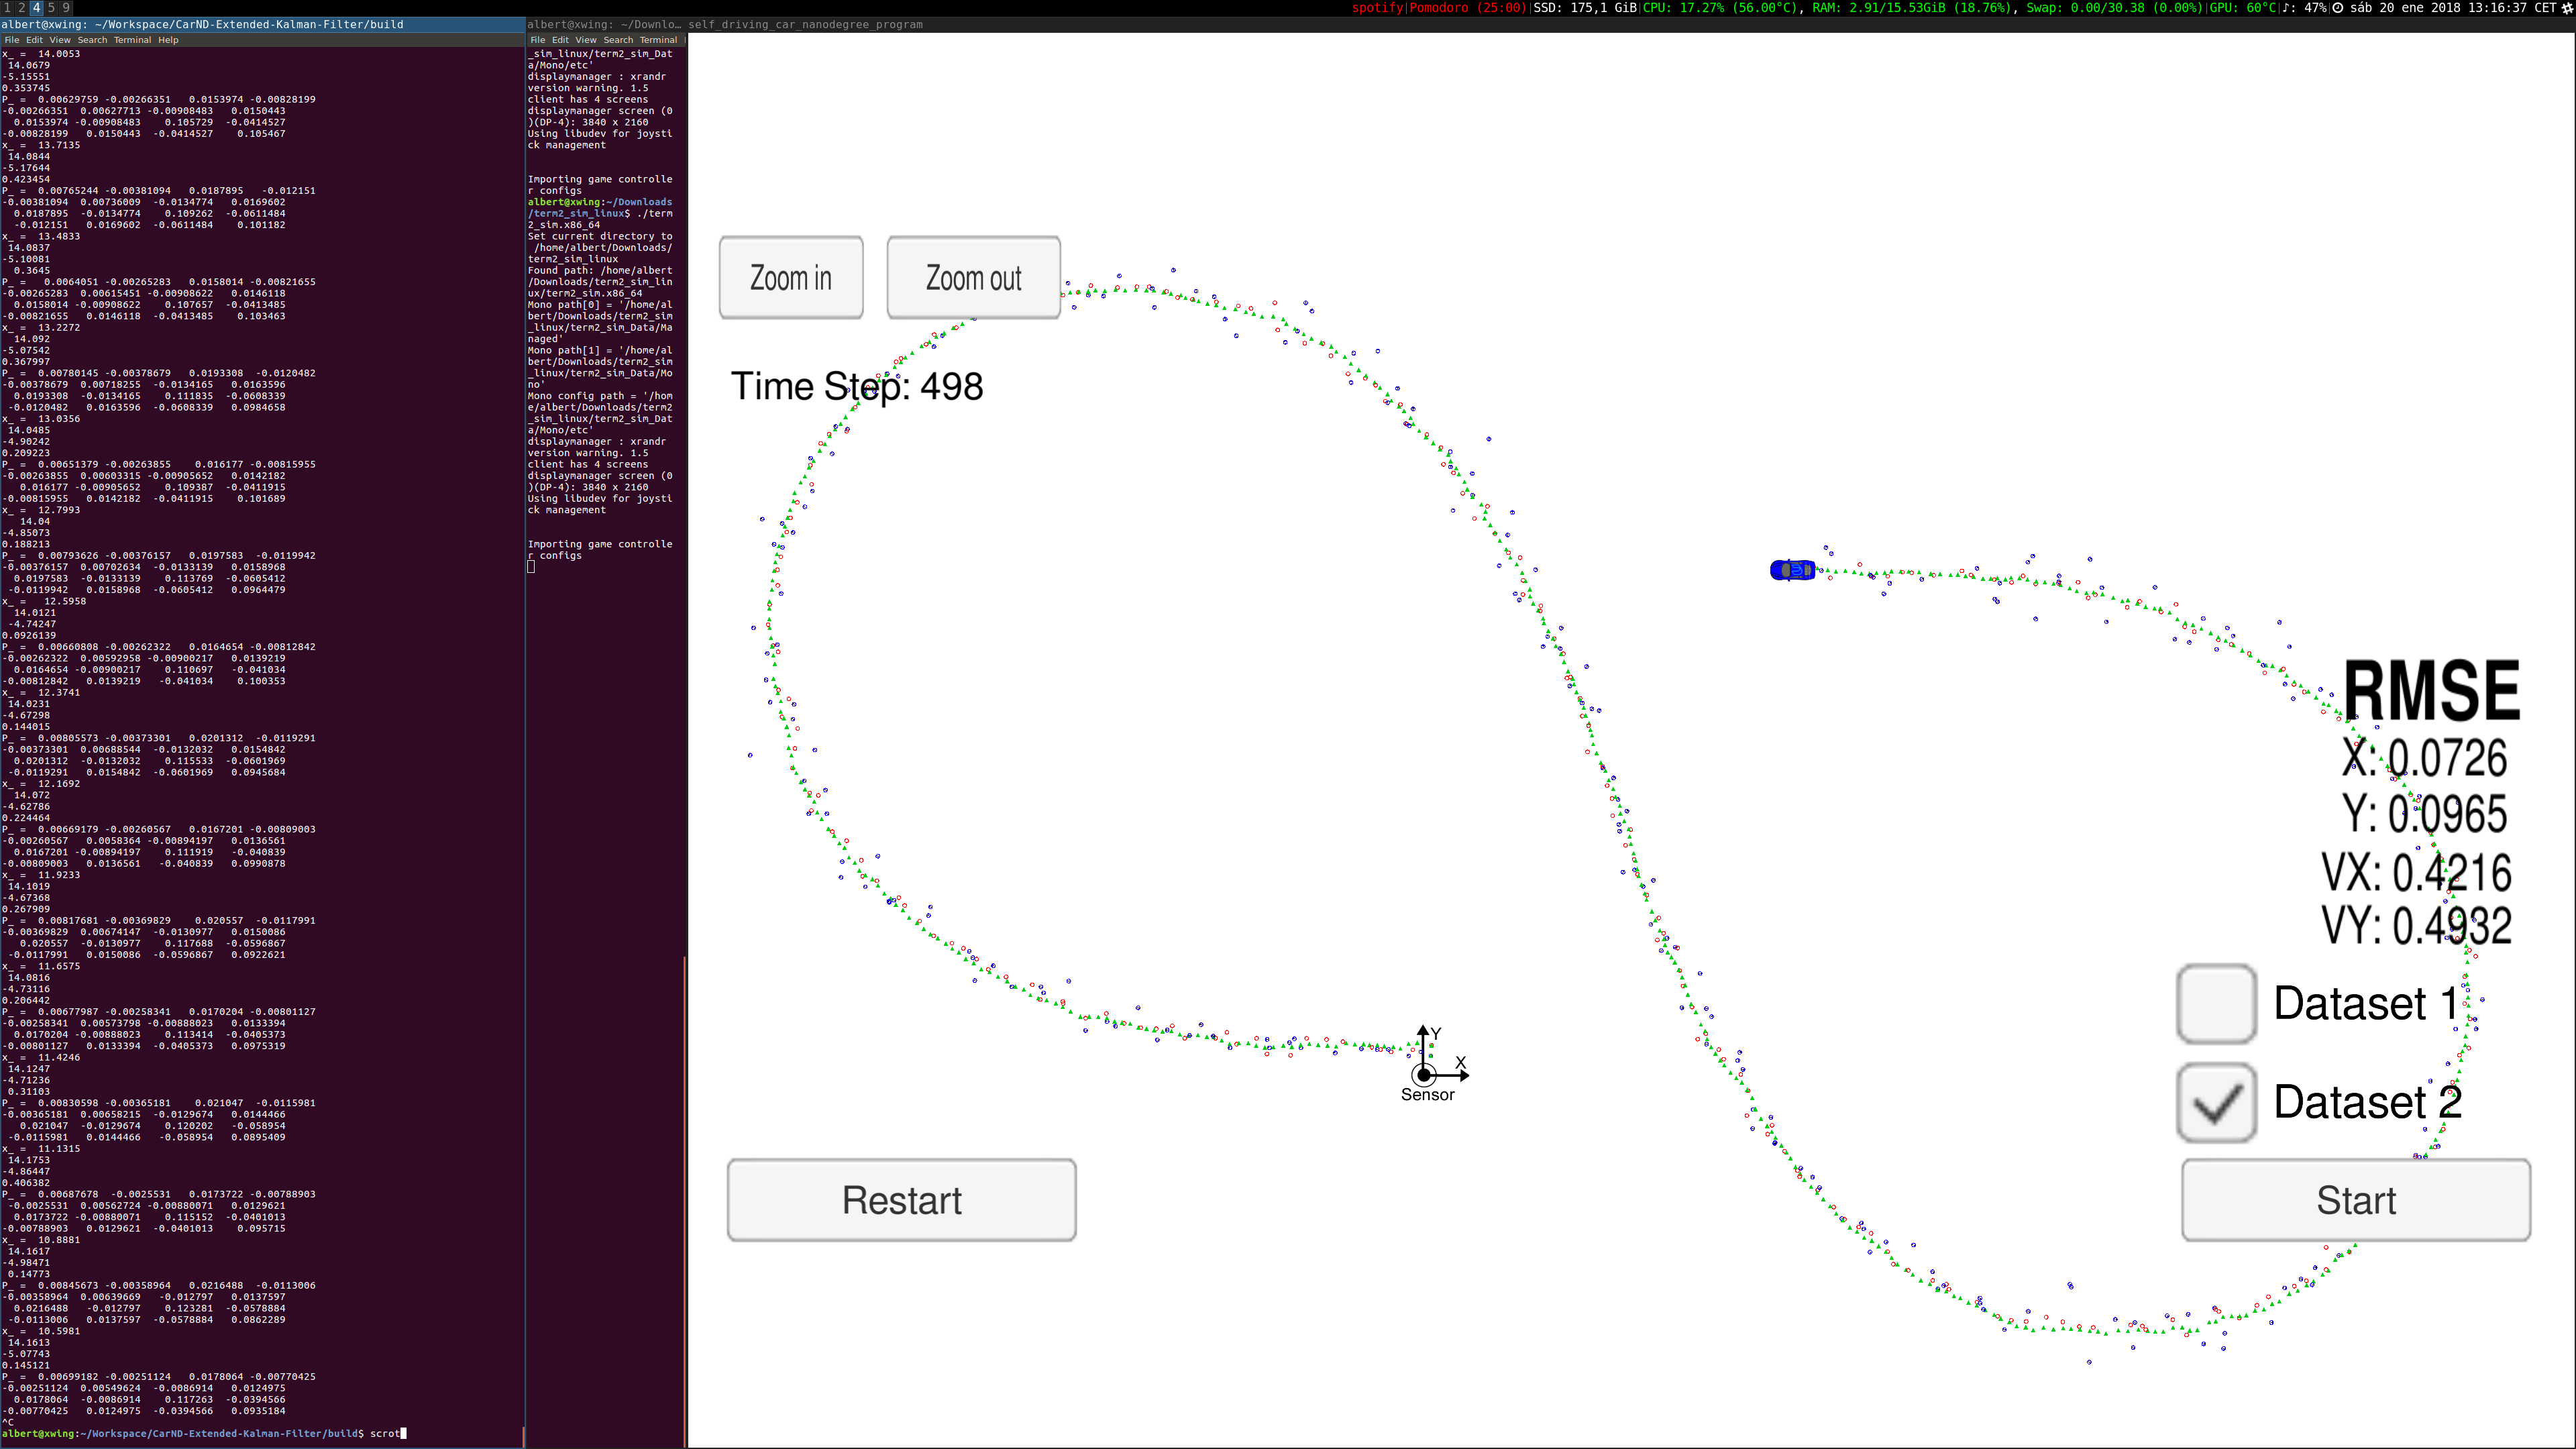 1 2 4 5 9
spotify|Pomodoro (25:00)|SSD: 175,1 GiB|CPU: 17.27% (56.00°C), RAM: 2.91/15.53GiB (18.76%), Swap: 0.00/30.38 (0.00%)|GPU: 60°C|♪: 47%| sáb 20 ene 2018 13:16:37 CET
albert@xwing: ~/Workspace/CarND-Extended-Kalman-Filter/build
File Edit View Search Terminal Help
x_ = 14.0053
14.0679
-5.15551
0.353745
P_ = 0.00629759 -0.00266351 0.0153974 -0.00828199
-0.00266351 0.00627713 -0.00908483 0.0150443
0.0153974 -0.00908483 0.105729 -0.0414527
-0.00828199 0.0150443 -0.0414527 0.105467
x_ = 13.7135
14.0844
-5.17644
0.423454
P_ = 0.00765244 -0.00381094 0.0187895 -0.012151
-0.00381094 0.00736009 -0.0134774 0.0169602
0.0187895 -0.0134774 0.109262 -0.0611484
-0.012151 0.0169602 -0.0611484 0.101182
x_ = 13.4833
14.0837
-5.10081
0.3645
P_ = 0.0064051 -0.00265283 0.0158014 -0.00821655
-0.00265283 0.00615451 -0.00908622 0.0146118
0.0158014 -0.00908622 0.107657 -0.0413485
-0.00821655 0.0146118 -0.0413485 0.103463
x_ = 13.2272
14.092
-5.07542
0.367997
P_ = 0.00780145 -0.00378679 0.0193308 -0.0120482
-0.00378679 0.00718255 -0.0134165 0.0163596
0.0193308 -0.0134165 0.111835 -0.0608339
-0.0120482 0.0163596 -0.0608339 0.0984658
x_ = 13.0356
14.0485
-4.90242
0.209223
P_ = 0.00651379 -0.00263855 0.016177 -0.00815955
-0.00263855 0.00603315 -0.00905652 0.0142182
0.016177 -0.00905652 0.109387 -0.0411915
-0.00815955 0.0142182 -0.0411915 0.101689
x_ = 12.7993
14.04
-4.85073
0.188213
P_ = 0.00793626 -0.00376157 0.0197583 -0.0119942
-0.00376157 0.00702634 -0.0133139 0.0158968
0.0197583 -0.0133139 0.113769 -0.0605412
-0.0119942 0.0158968 -0.0605412 0.0964479
x_ = 12.5958
14.0121
-4.74247
0.0926139
P_ = 0.00660808 -0.00262322 0.0164654 -0.00812842
-0.00262322 0.00592958 -0.00900217 0.0139219
0.0164654 -0.00900217 0.110697 -0.041034
-0.00812842 0.0139219 -0.041034 0.100353
x_ = 12.3741
14.0231
-4.67298
0.144015
P_ = 0.00805573 -0.00373301 0.0201312 -0.0119291
-0.00373301 0.00688544 -0.0132032 0.0154842
0.0201312 -0.0132032 0.115533 -0.0601969
-0.0119291 0.0154842 -0.0601969 0.0945684
x_ = 12.1692
14.072
-4.62786
0.224464
P_ = 0.00669179 -0.00260567 0.0167201 -0.00809003
-0.00260567 0.0058364 -0.00894197 0.0136561
0.0167201 -0.00894197 0.111919 -0.040839
-0.00809003 0.0136561 -0.040839 0.0990878
x_ = 11.9233
14.1019
-4.67368
0.267909
P_ = 0.00817681 -0.00369829 0.020557 -0.0117991
-0.00369829 0.00674147 -0.0130977 0.0150086
0.020557 -0.0130977 0.117688 -0.0596867
-0.0117991 0.0150086 -0.0596867 0.0922621
x_ = 11.6575
14.0816
-4.73116
0.206442
P_ = 0.00677987 -0.00258341 0.0170204 -0.00801127
-0.00258341 0.00573798 -0.00888023 0.0133394
0.0170204 -0.00888023 0.113414 -0.0405373
-0.00801127 0.0133394 -0.0405373 0.0975319
x_ = 11.4246
14.1247
-4.71236
0.31103
P_ = 0.00830598 -0.00365181 0.021047 -0.0115981
-0.00365181 0.00658215 -0.0129674 0.0144466
0.021047 -0.0129674 0.120202 -0.058954
-0.0115981 0.0144466 -0.058954 0.0895409
x_ = 11.1315
14.1753
-4.86447
0.406382
P_ = 0.00687678 -0.0025531 0.0173722 -0.00788903
-0.0025531 0.00562724 -0.00880071 0.0129621
0.0173722 -0.00880071 0.115152 -0.0401013
-0.00788903 0.0129621 -0.0401013 0.095715
x_ = 10.8881
14.1617
-4.98471
0.14773
P_ = 0.00845673 -0.00358964 0.0216488 -0.0113006
-0.00358964 0.00639669 -0.012797 0.0137597
0.0216488 -0.012797 0.123281 -0.0578884
-0.0113006 0.0137597 -0.0578884 0.0862289
x_ = 10.5981
14.1613
-5.07743
0.145121
P_ = 0.00699182 -0.00251124 0.0178064 -0.00770425
-0.00251124 0.00549624 -0.0086914 0.0124975
0.0178064 -0.0086914 0.117263 -0.0394566
-0.00770425 0.0124975 -0.0394566 0.0935184
^C
albert@xwing:~/Workspace/CarND-Extended-Kalman-Filter/build$ scrot
albert@xwing: ~/Downlo…
File Edit View Search Terminal
_sim_linux/term2_sim_Dat
a/Mono/etc'
displaymanager : xrandr
version warning. 1.5
client has 4 screens
displaymanager screen (0
)(DP-4): 3840 x 2160
Using libudev for joysti
ck management
Importing game controlle
r configs
albert@xwing:~/Downloads
/term2_sim_linux$ ./term
2_sim.x86_64
Set current directory to
/home/albert/Downloads/
term2_sim_linux
Found path: /home/albert
/Downloads/term2_sim_lin
ux/term2_sim.x86_64
Mono path[0] = '/home/al
bert/Downloads/term2_sim
_linux/term2_sim_Data/Ma
naged'
Mono path[1] = '/home/al
bert/Downloads/term2_sim
_linux/term2_sim_Data/Mo
no'
Mono config path = '/hom
e/albert/Downloads/term2
_sim_linux/term2_sim_Dat
a/Mono/etc'
displaymanager : xrandr
version warning. 1.5
client has 4 screens
displaymanager screen (0
)(DP-4): 3840 x 2160
Using libudev for joysti
ck management
Importing game controlle
r configs
self_driving_car_nanodegree_program
Zoom in
Zoom out
Time Step: 498
RMSE
X: 0.0726
Y: 0.0965
VX: 0.4216
VY: 0.4932
Dataset 1
Dataset 2
Y
X
Sensor
Restart
Start